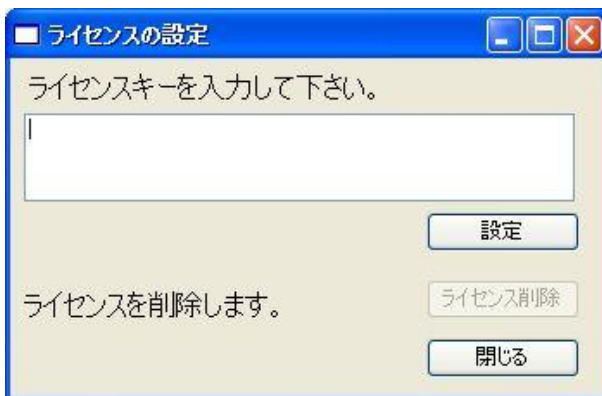 ライセンスの設定
ライセンスキーを入力して下さい。
設定
ライセンスを削除します。
ライセンス削除
閉じる